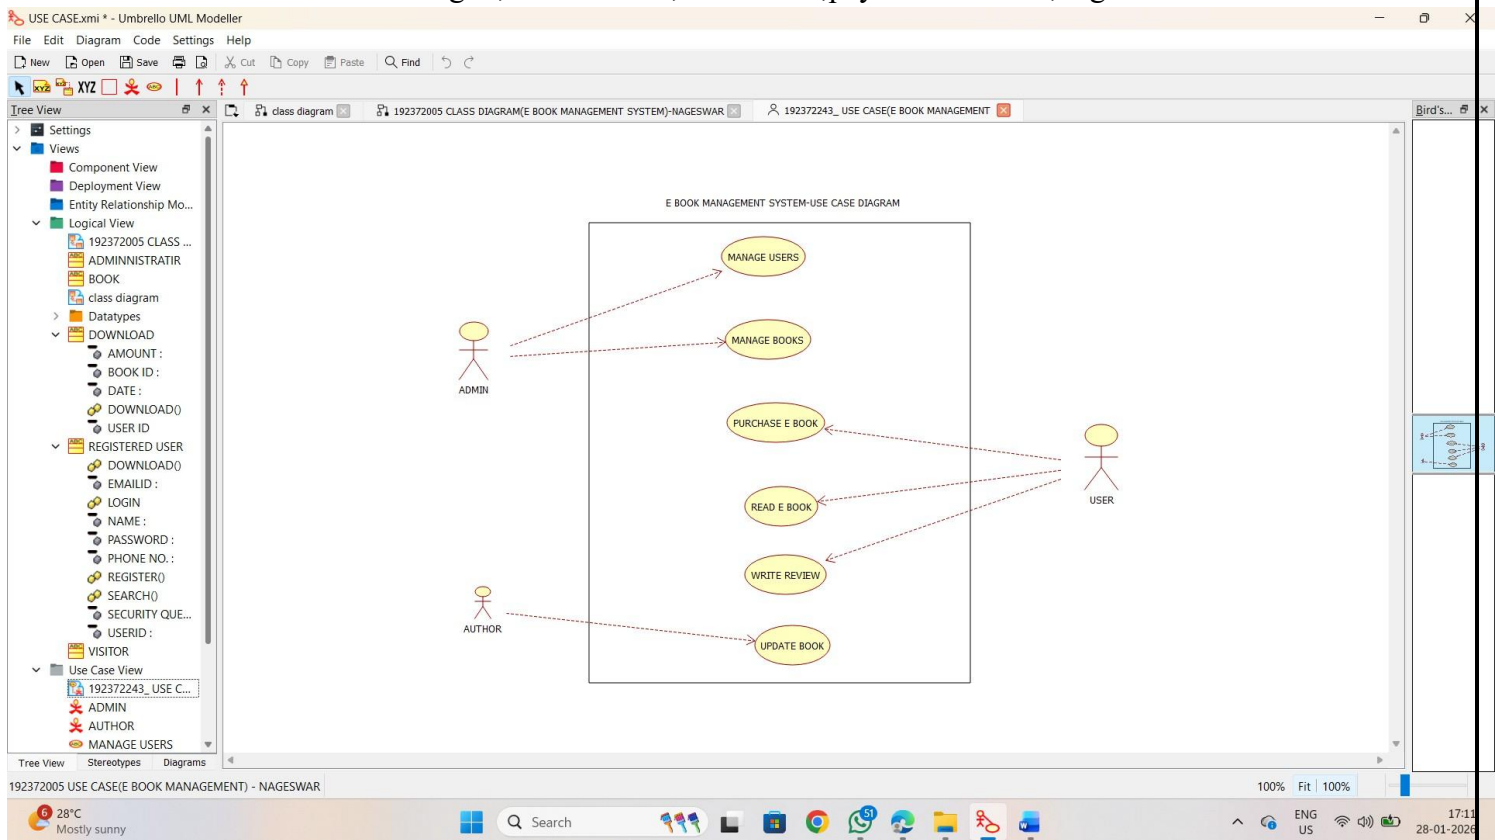 USE CASE.xmi * - Umbrello UML Modeller
File Edit Diagram Code Settings Help
New Open Save Cut Copy Paste Find
XYZ
Tree View
class diagram
192372005 CLASS DIAGRAM(E BOOK MANAGEMENT SYSTEM)-NAGESWAR
192372243_ USE CASE(E BOOK MANAGEMENT
Bird's...
Settings
Views
Component View
Deployment View
Entity Relationship Mo...
Logical View
192372005 CLASS ...
ADMINNISTRATIR
BOOK
class diagram
Datatypes
DOWNLOAD
AMOUNT :
BOOK ID :
DATE :
DOWNLOAD()
USER ID
REGISTERED USER
DOWNLOAD()
EMAILID :
LOGIN
NAME :
PASSWORD :
PHONE NO. :
REGISTER()
SEARCH()
SECURITY QUE...
USERID :
VISITOR
Use Case View
192372243_ USE C...
ADMIN
AUTHOR
MANAGE USERS
Tree View Stereotypes Diagrams
E BOOK MANAGEMENT SYSTEM-USE CASE DIAGRAM
MANAGE USERS
MANAGE BOOKS
ADMIN
PURCHASE E BOOK
USER
READ E BOOK
WRITE REVIEW
AUTHOR
UPDATE BOOK
192372005 USE CASE(E BOOK MANAGEMENT) - NAGESWAR
100% Fit 100%
6
28°C
Mostly sunny
Search
51
ENG
US
17:11
28-01-2026